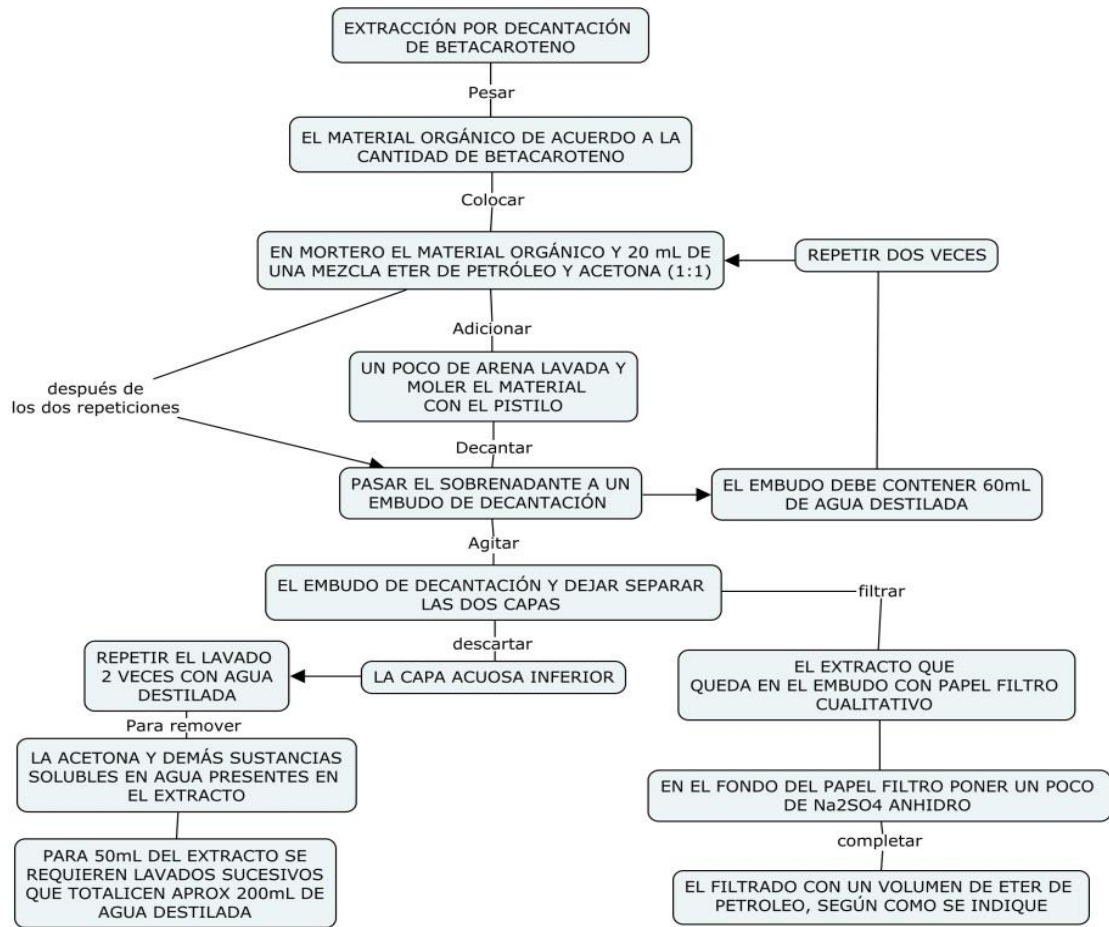 EXTRACCIÓN POR DECANTACIÓN
DE BETACAROTENO
Pesar
EL MATERIAL ORGÁNICO DE ACUERDO A LA
CANTIDAD DE BETACAROTENO
Colocar
EN MORTERO EL MATERIAL ORGÁNICO Y 20 mL DE
UNA MEZCLA ETER DE PETRÓLEO Y ACETONA (1:1)
REPETIR DOS VECES
Adicionar
UN POCO DE ARENA LAVADA Y
MOLER EL MATERIAL
CON EL PISTILO
después de
los dos repeticiones
Decantar
PASAR EL SOBRENADANTE A UN
EMBUDO DE DECANTACIÓN
EL EMBUDO DEBE CONTENER 60mL
DE AGUA DESTILADA
Agitar
EL EMBUDO DE DECANTACIÓN Y DEJAR SEPARAR
LAS DOS CAPAS
filtrar
descartar
LA CAPA ACUOSA INFERIOR
REPETIR EL LAVADO
2 VECES CON AGUA
DESTILADA
Para remover
LA ACETONA Y DEMÁS SUSTANCIAS
SOLUBLES EN AGUA PRESENTES EN
EL EXTRACTO
PARA 50mL DEL EXTRACTO SE
REQUIEREN LAVADOS SUCESIVOS
QUE TOTALICEN APROX 200mL DE
AGUA DESTILADA
EL EXTRACTO QUE
QUEDA EN EL EMBUDO CON PAPEL FILTRO
CUALITATIVO
EN EL FONDO DEL PAPEL FILTRO PONER UN POCO
DE Na2SO4 ANHIDRO
completar
EL FILTRADO CON UN VOLUMEN DE ETER DE
PETROLEO, SEGÚN COMO SE INDIQUE